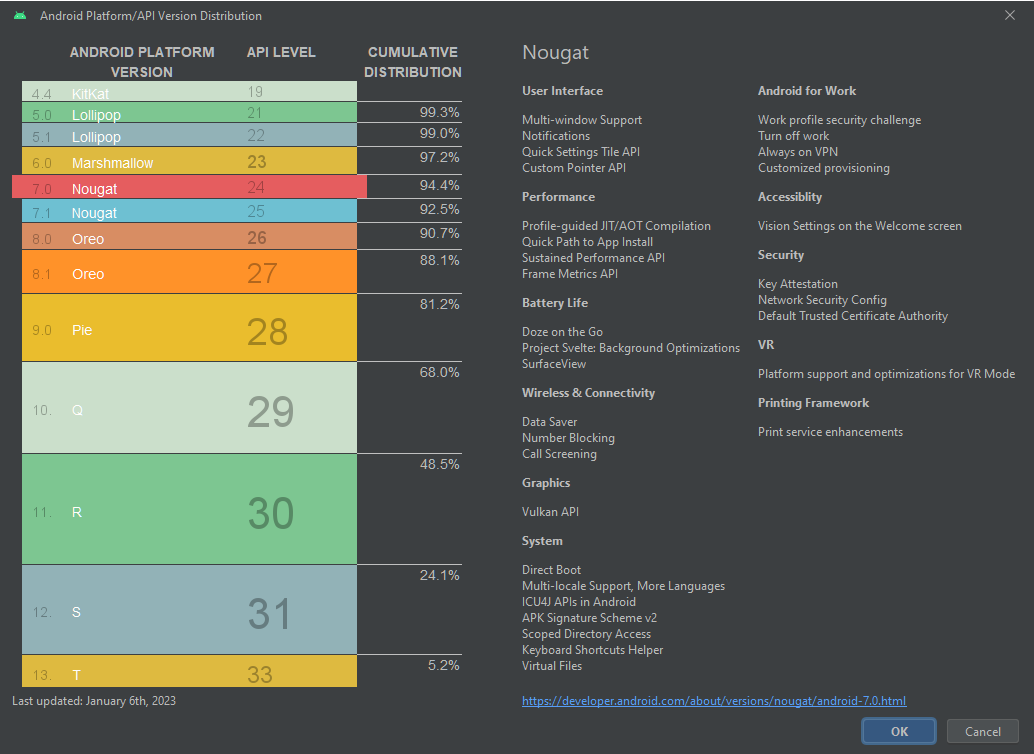 Android Platform/API Version Distribution
ANDROID PLATFORM
VERSION
API LEVEL
CUMULATIVE
DISTRIBUTION
4.4 KitKat 19
99.3%
5.0 Lollipop 21
99.0%
5.1 Lollipop 22
97.2%
6.0 Marshmallow 23
94.4%
7.0 Nougat 24
92.5%
7.1 Nougat 25
90.7%
8.0 Oreo 26
88.1%
8.1 Oreo 27
81.2%
9.0 Pie 28
68.0%
10. Q 29
48.5%
11. R 30
24.1%
12. S 31
5.2%
13. T 33
Last updated: January 6th, 2023
Nougat
User Interface
Multi-window Support
Notifications
Quick Settings Tile API
Custom Pointer API
Performance
Profile-guided JIT/AOT Compilation
Quick Path to App Install
Sustained Performance API
Frame Metrics API
Battery Life
Doze on the Go
Project Svelte: Background Optimizations
SurfaceView
Wireless & Connectivity
Data Saver
Number Blocking
Call Screening
Graphics
Vulkan API
System
Direct Boot
Multi-locale Support, More Languages
ICU4J APIs in Android
APK Signature Scheme v2
Scoped Directory Access
Keyboard Shortcuts Helper
Virtual Files
Android for Work
Work profile security challenge
Turn off work
Always on VPN
Customized provisioning
Accessiblity
Vision Settings on the Welcome screen
Security
Key Attestation
Network Security Config
Default Trusted Certificate Authority
VR
Platform support and optimizations for VR Mode
Printing Framework
Print service enhancements
https://developer.android.com/about/versions/nougat/android-7.0.html
OK
Cancel